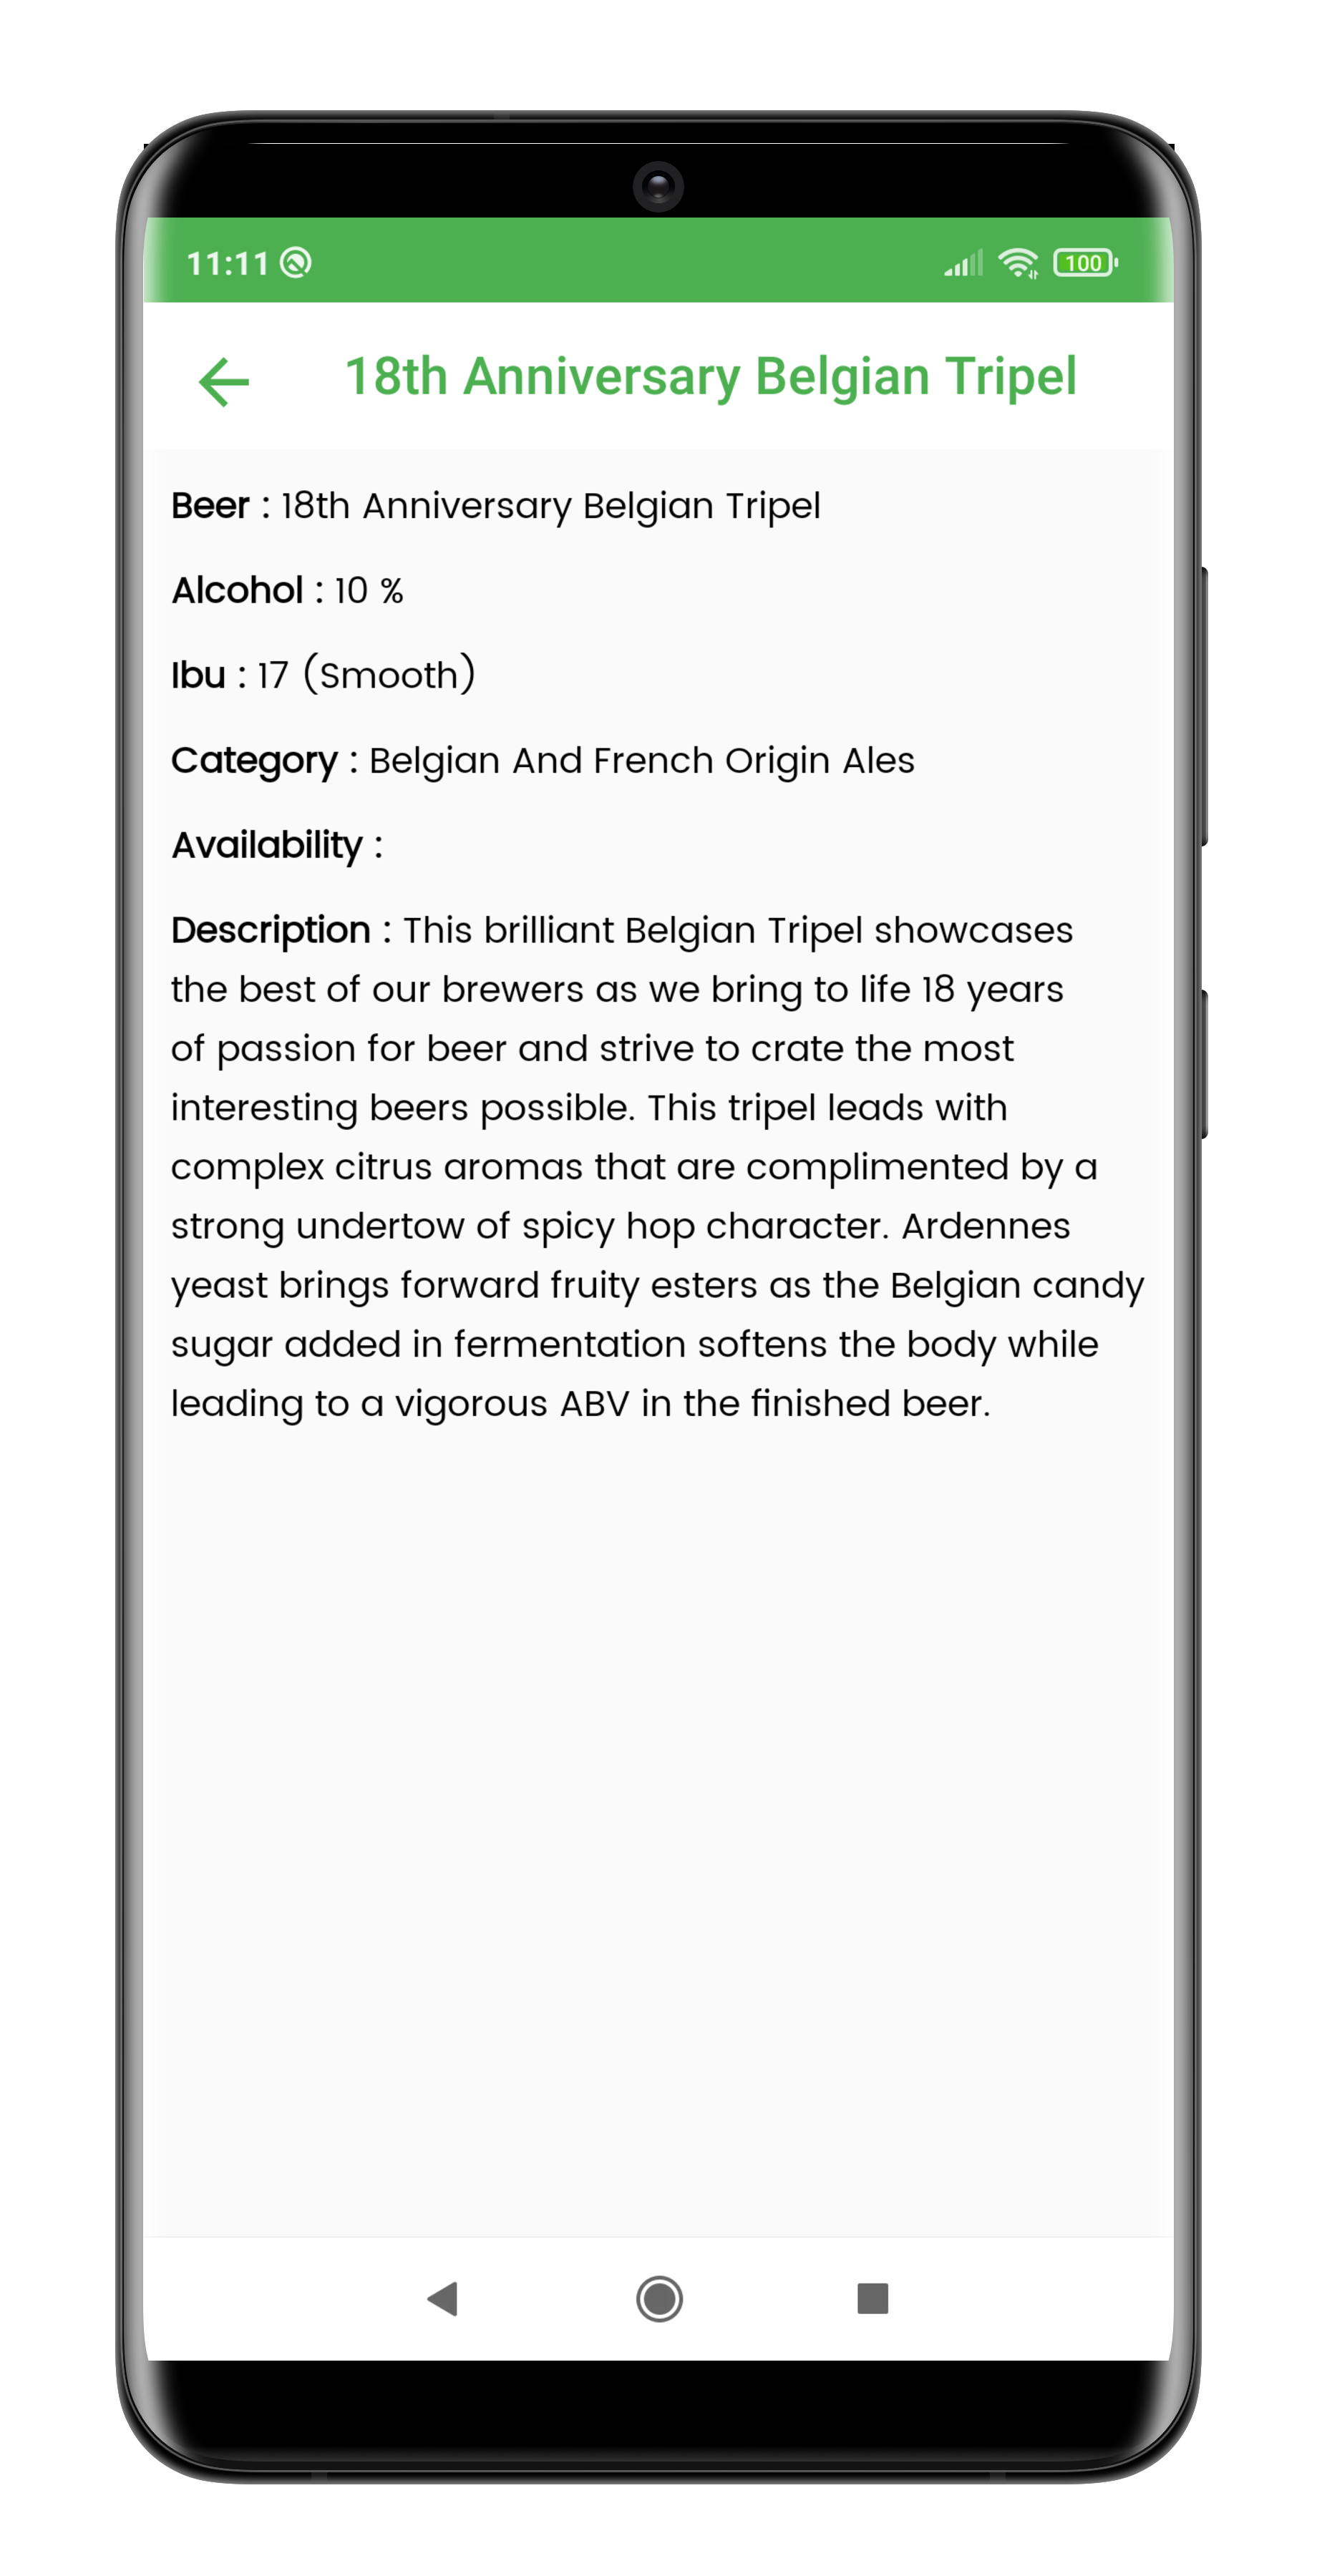 11:11
100
18th Anniversary Belgian Tripel
Beer : 18th Anniversary Belgian Tripel
Alcohol : 10 %
Ibu : 17 (Smooth)
Category : Belgian And French Origin Ales
Availability :
Description : This brilliant Belgian Tripel showcases
the best of our brewers as we bring to life 18 years
of passion for beer and strive to crate the most
interesting beers possible. This tripel leads with
complex citrus aromas that are complimented by a
strong undertow of spicy hop character. Ardennes
yeast brings forward fruity esters as the Belgian candy
sugar added in fermentation softens the body while
leading to a vigorous ABV in the finished beer.